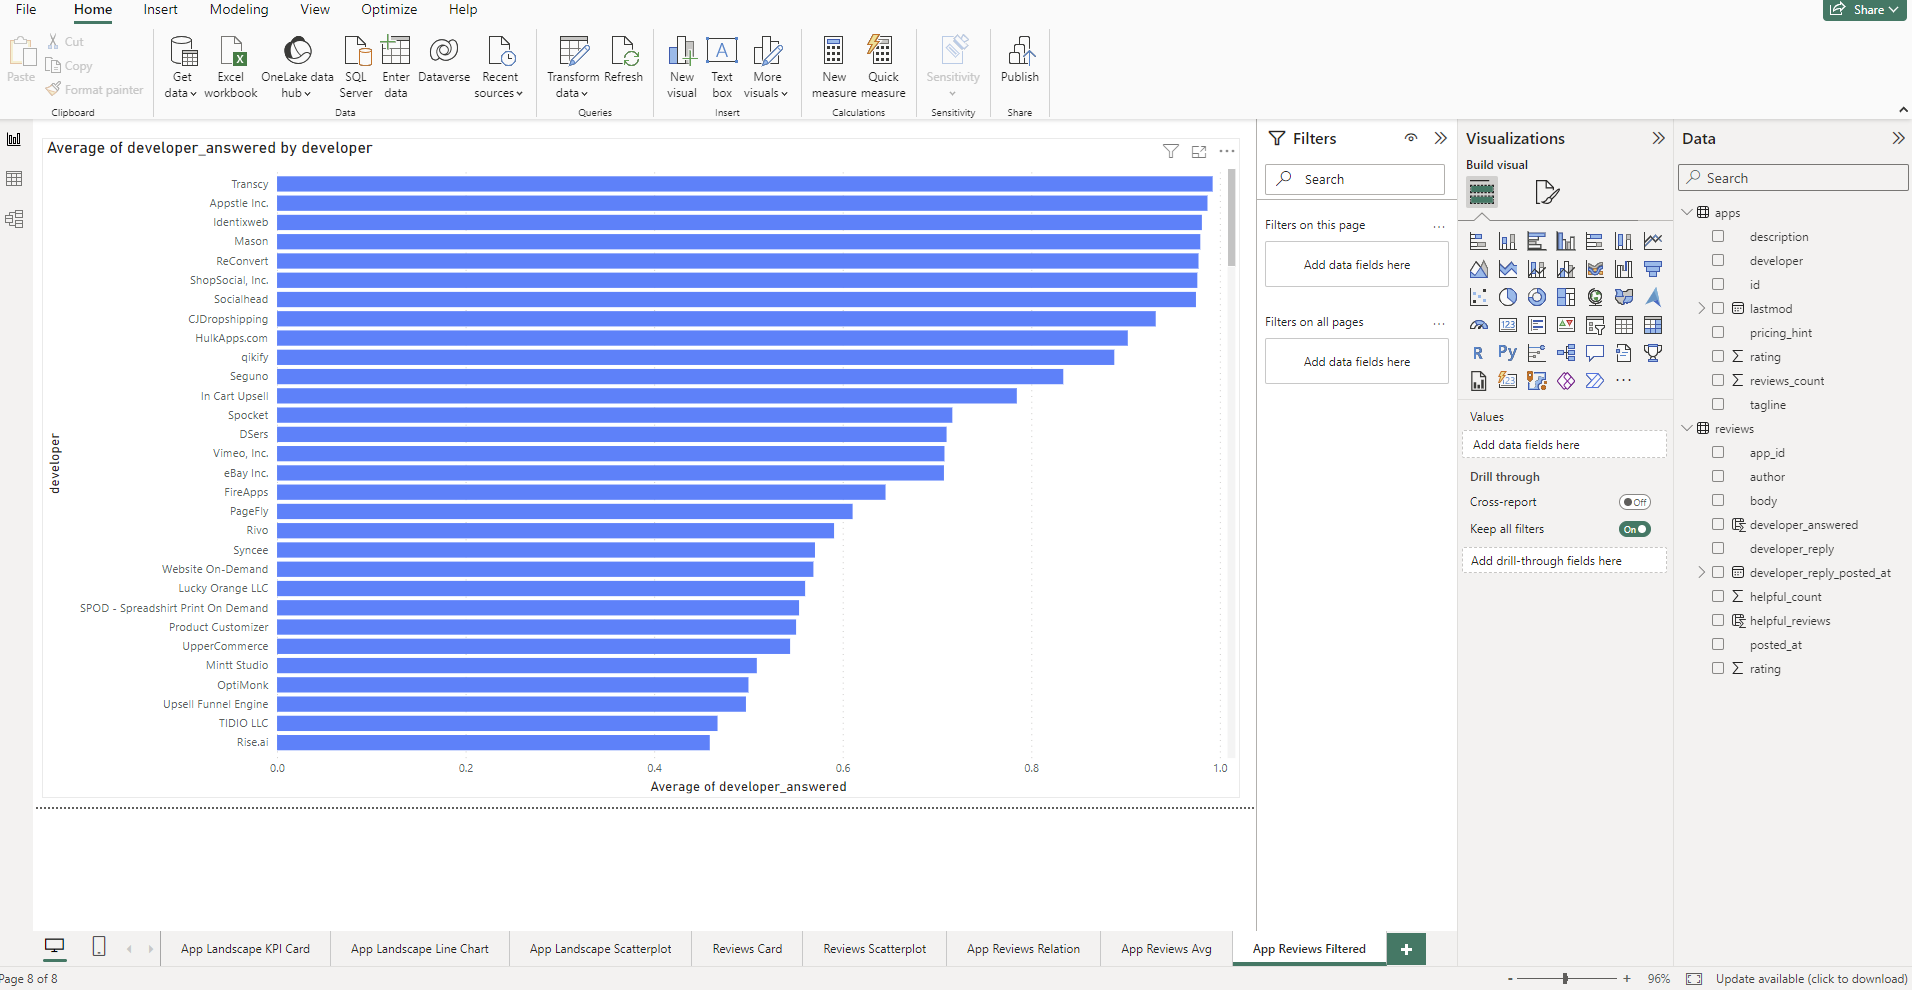 File Home Insert Modeling View Optimize Help
Share
Paste
Cut
Copy
Format painter
Get data
Excel workbook
OneLake data hub
SQL Server
Enter data
Dataverse
Recent sources
Transform data
Refresh
New visual
Text box
More visuals
New measure
Quick measure
Sensitivity
Publish
Clipboard
Data
Queries
Insert
Calculations
Sensitivity
Share
Average of developer_answered by developer
developer
Transcy
Appstle Inc.
Identixweb
Mason
ReConvert
ShopSocial, Inc.
Socialhead
CJDropshipping
HulkApps.com
qikify
Seguno
In Cart Upsell
Spocket
DSers
Vimeo, Inc.
eBay Inc.
FireApps
PageFly
Rivo
Syncee
Website On-Demand
Lucky Orange LLC
SPOD - Spreadshirt Print On Demand
Product Customizer
UpperCommerce
Mintt Studio
OptiMonk
Upsell Funnel Engine
TIDIO LLC
Rise.ai
0.0 0.2 0.4 0.6 0.8 1.0
Average of developer_answered
Filters
Search
Filters on this page
Add data fields here
Filters on all pages
Add data fields here
Visualizations
Build visual
123
R
Py
123
Values
Add data fields here
Drill through
Cross-report
Off
Keep all filters
On
Add drill-through fields here
Data
Search
apps
description
developer
id
lastmod
pricing_hint
rating
reviews_count
tagline
reviews
app_id
author
body
developer_answered
developer_reply
developer_reply_posted_at
helpful_count
helpful_reviews
posted_at
rating
App Landscape KPI Card
App Landscape Line Chart
App Landscape Scatterplot
Reviews Card
Reviews Scatterplot
App Reviews Relation
App Reviews Avg
App Reviews Filtered
Page 8 of 8
96%
Update available (click to download)